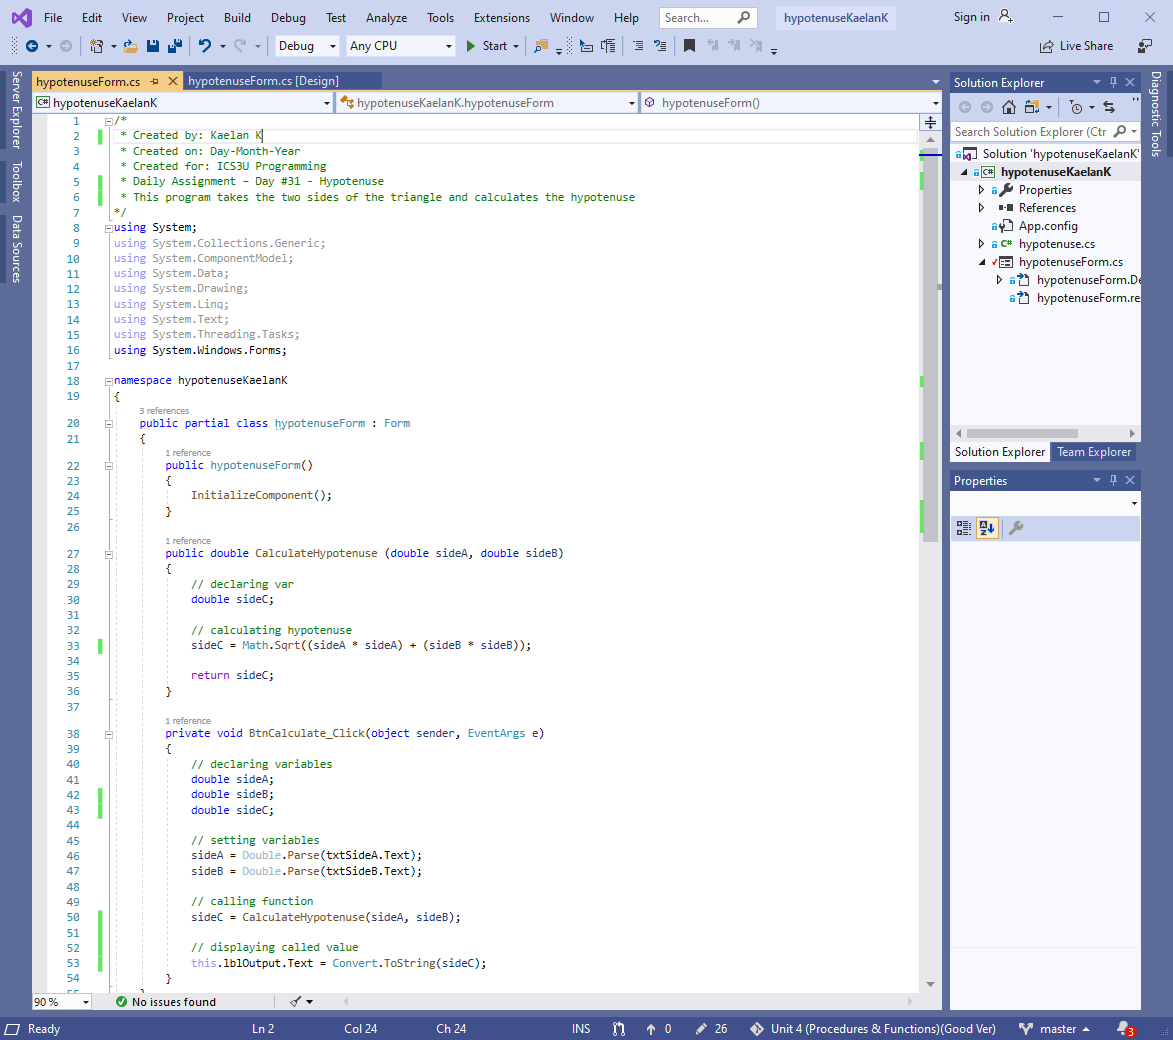 File Edit View Project Build Debug Test Analyze Tools Extensions Window Help Search... hypotenuseKaelanK Sign in
Debug Any CPU Start Live Share
Server Explorer
Toolbox
Data Sources
hypotenuseForm.cs hypotenuseForm.cs [Design]
C# hypotenuseKaelanK hypotenuseKaelanK.hypotenuseForm hypotenuseForm()
1 /*
2 * Created by: Kaelan K
3 * Created on: Day-Month-Year
4 * Created for: ICS3U Programming
5 * Daily Assignment – Day #31 - Hypotenuse
6 * This program takes the two sides of the triangle and calculates the hypotenuse
7 */
8 using System;
9 using System.Collections.Generic;
10 using System.ComponentModel;
11 using System.Data;
12 using System.Drawing;
13 using System.Linq;
14 using System.Text;
15 using System.Threading.Tasks;
16 using System.Windows.Forms;
17
18 namespace hypotenuseKaelanK
19 {
3 references
20 public partial class hypotenuseForm : Form
21 {
1 reference
22 public hypotenuseForm()
23 {
24 InitializeComponent();
25 }
26
1 reference
27 public double CalculateHypotenuse (double sideA, double sideB)
28 {
29 // declaring var
30 double sideC;
31
32 // calculating hypotenuse
33 sideC = Math.Sqrt((sideA * sideA) + (sideB * sideB));
34
35 return sideC;
36 }
37
1 reference
38 private void BtnCalculate_Click(object sender, EventArgs e)
39 {
40 // declaring variables
41 double sideA;
42 double sideB;
43 double sideC;
44
45 // setting variables
46 sideA = Double.Parse(txtSideA.Text);
47 sideB = Double.Parse(txtSideB.Text);
48
49 // calling function
50 sideC = CalculateHypotenuse(sideA, sideB);
51
52 // displaying called value
53 this.lblOutput.Text = Convert.ToString(sideC);
54 }
90 % No issues found
Solution Explorer
Search Solution Explorer (Ctr
Solution 'hypotenuseKaelanK'
C# hypotenuseKaelanK
Properties
References
App.config
C# hypotenuse.cs
hypotenuseForm.cs
hypotenuseForm.De
hypotenuseForm.re
Solution Explorer Team Explorer
Properties
Diagnostic Tools
Ready Ln 2 Col 24 Ch 24 INS 0 26 Unit 4 (Procedures & Functions)(Good Ver) master 3